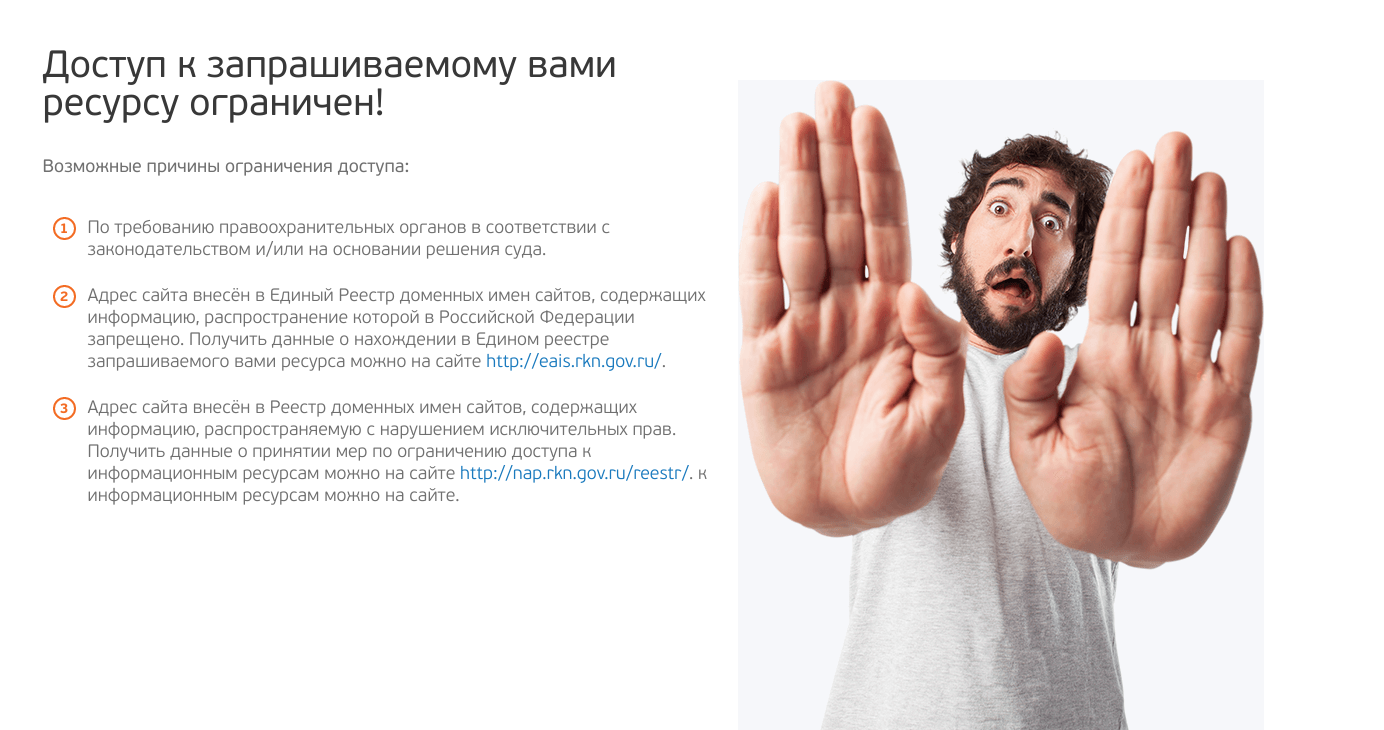 Доступ к запрашиваемому вами
ресурсу ограничен!
Возможные причины ограничения доступа:
1 По требованию правоохранительных органов в соответствии с
законодательством и/или на основании решения суда.
2 Адрес сайта внесён в Единый Реестр доменных имен сайтов, содержащих
информацию, распространение которой в Российской Федерации
запрещено. Получить данные о нахождении в Едином реестре
запрашиваемого вами ресурса можно на сайте http://eais.rkn.gov.ru/.
3 Адрес сайта внесён в Реестр доменных имен сайтов, содержащих
информацию, распространяемую с нарушением исключительных прав.
Получить данные о принятии мер по ограничению доступа к
информационным ресурсам можно на сайте http://nap.rkn.gov.ru/reestr/. к
информационным ресурсам можно на сайте.